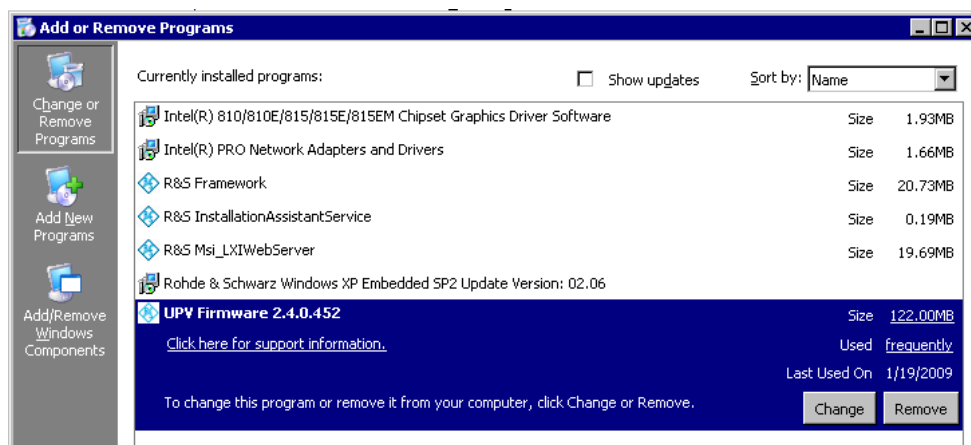 Add or Remove Programs
Change or
Remove
Programs
Add New
Programs
Add/Remove
Windows
Components
Currently installed programs:
Show updates
Sort by: Name
Intel(R) 810/810E/815/815E/815EM Chipset Graphics Driver Software Size 1.93MB
Intel(R) PRO Network Adapters and Drivers Size 1.66MB
R&S Framework Size 20.73MB
R&S InstallationAssistantService Size 0.19MB
R&S Msi_LXIWebServer Size 19.69MB
Rohde & Schwarz Windows XP Embedded SP2 Update Version: 02.06
UPV Firmware 2.4.0.452 Size 122.00MB
Click here for support information. Used frequently
Last Used On 1/19/2009
To change this program or remove it from your computer, click Change or Remove. Change Remove